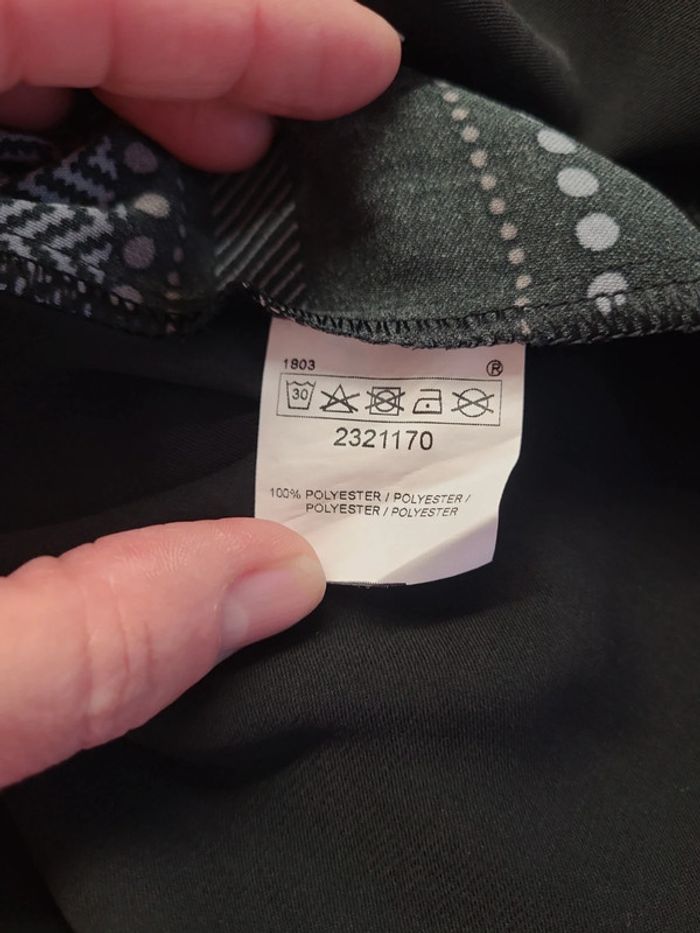 1803 ®
30
2321170
100% POLYESTER / POLYESTER /
POLYESTER / POLYESTER